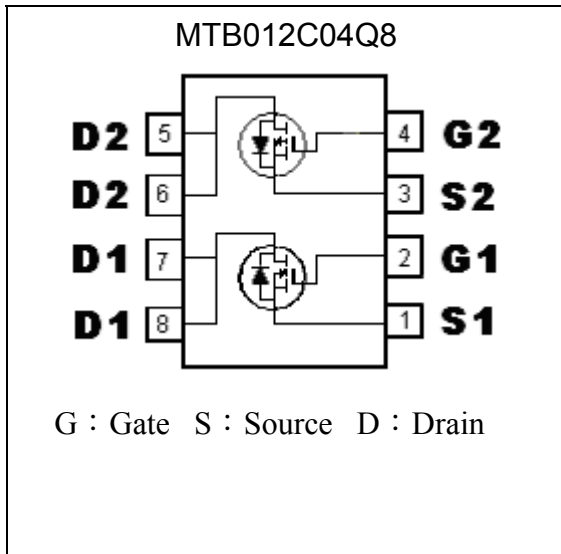 MTB012C04Q8
D2 5 4 G2
D2 6 3 S2
D1 7 2 G1
D1 8 1 S1
G：Gate S：Source D：Drain